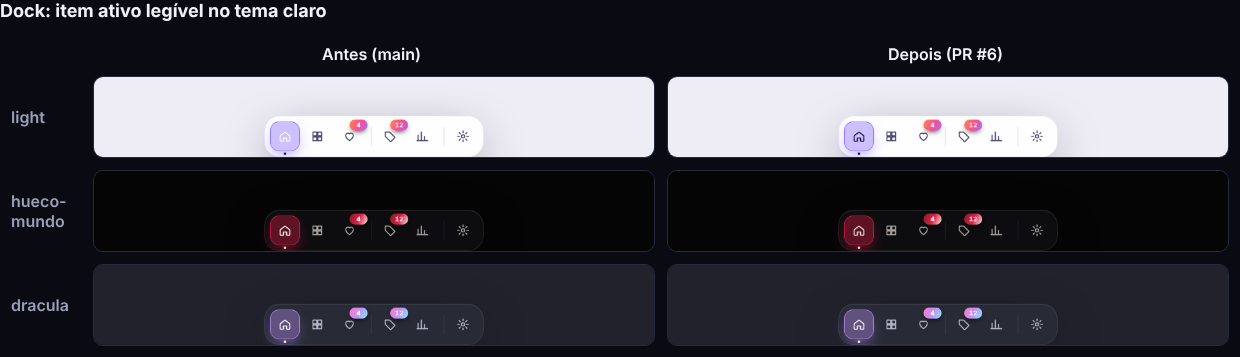 Dock: item ativo legível no tema claro
Antes (main) Depois (PR #6)
light
4 12 4 12
hueco-
mundo
4 12 4 12
dracula
4 12 4 12